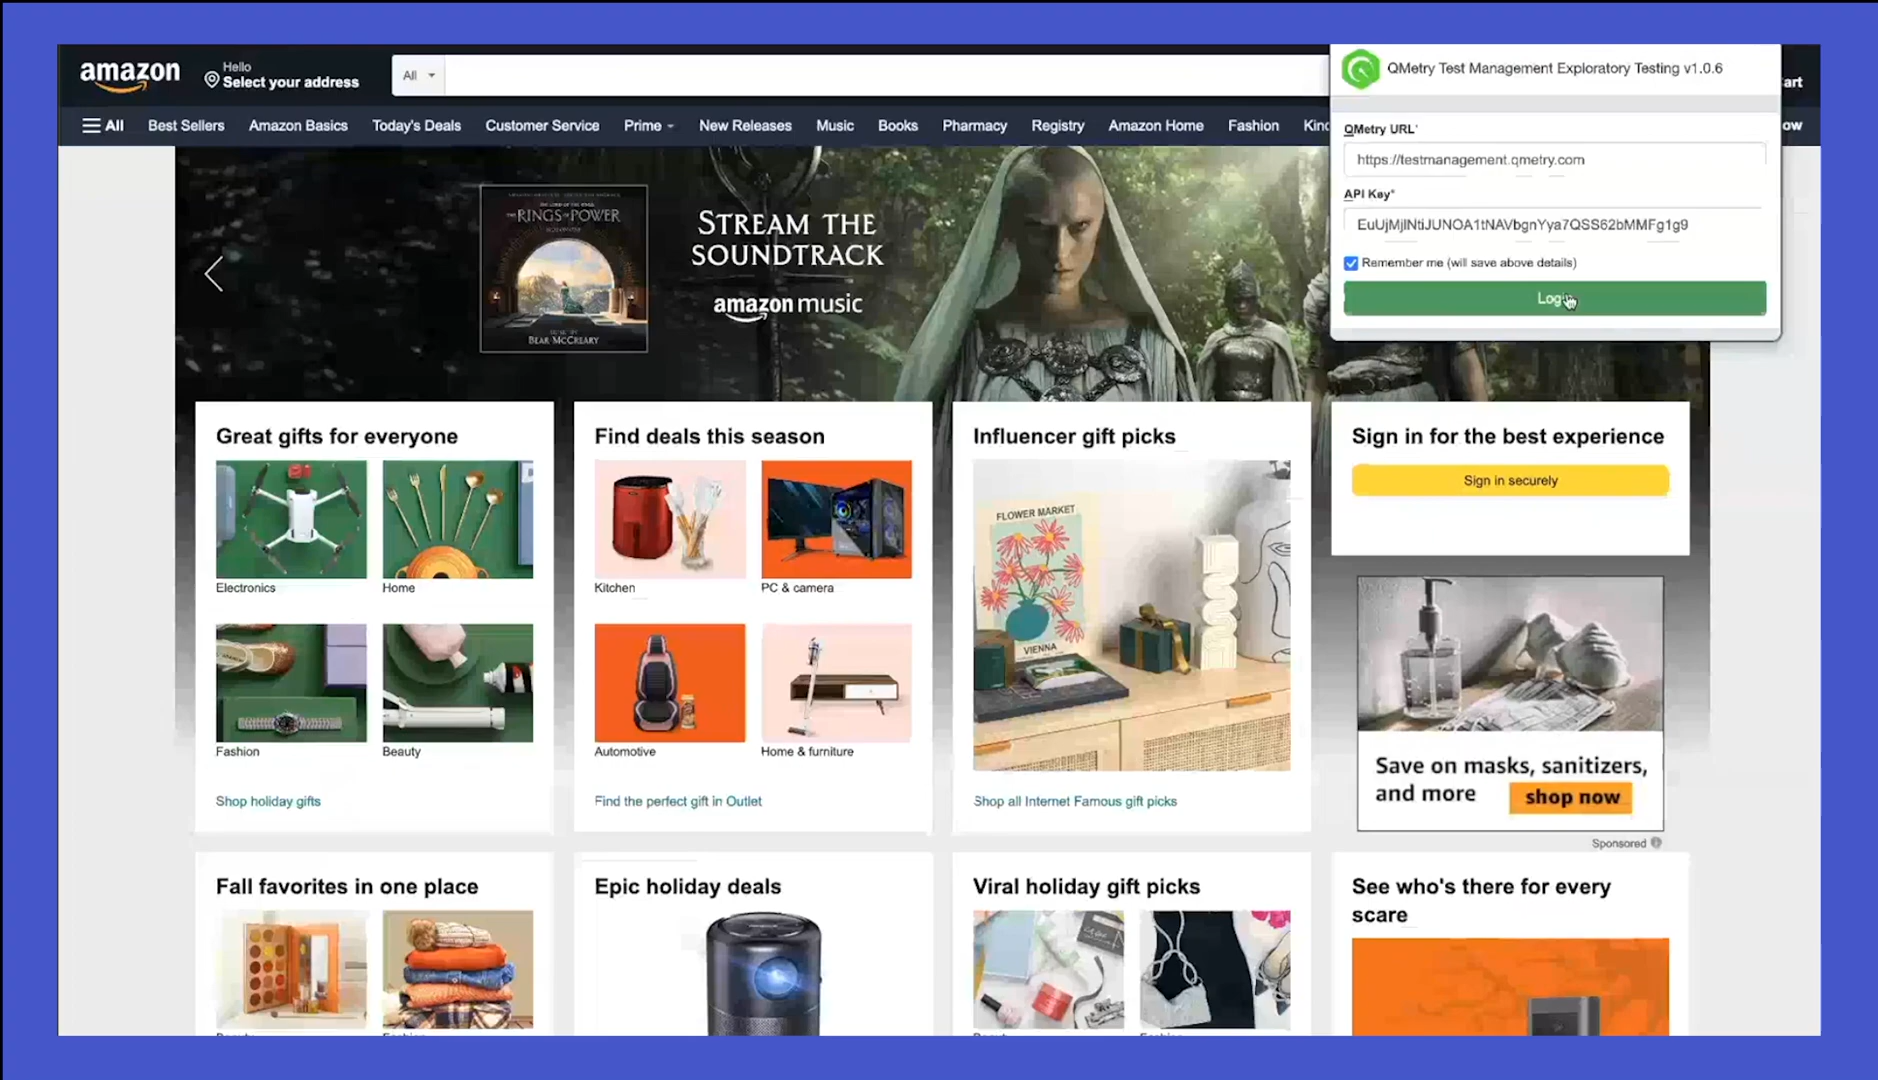 amazon
Hello
Select your address
All
QMetry Test Management Exploratory Testing v1.0.6
art
All
Best Sellers
Amazon Basics
Today's Deals
Customer Service
Prime
New Releases
Music
Books
Pharmacy
Registry
Amazon Home
Fashion
Kind
ow
QMetry URL*
https://testmanagement.qmetry.com
API Key*
EuUjMjlNtiJUNOA1tNAVbgnYya7QSS62bMMFg1g9
Remember me (will save above details)
Login
THE RINGS OF POWER
BEAR McCREARY
STREAM THE
SOUNDTRACK
amazon music
Great gifts for everyone
Electronics
Home
Fashion
Beauty
Shop holiday gifts
Find deals this season
Kitchen
PC & camera
Automotive
Home & furniture
Find the perfect gift in Outlet
Influencer gift picks
FLOWER MARKET
VIENNA
Shop all Internet Famous gift picks
Sign in for the best experience
Sign in securely
Save on masks, sanitizers,
and more
shop now
Sponsored
Fall favorites in one place
Epic holiday deals
Viral holiday gift picks
See who's there for every
scare